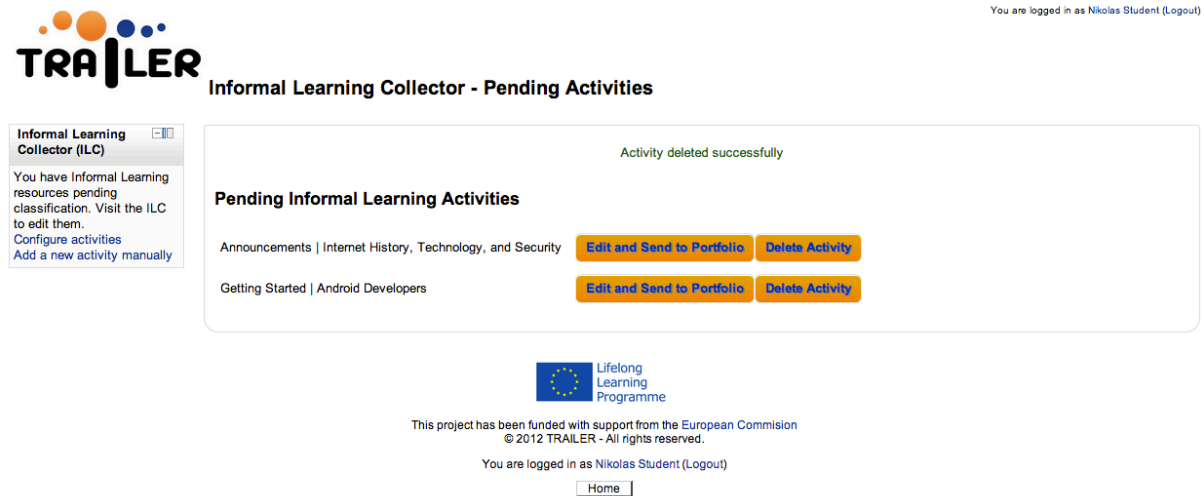 You are logged in as Nikolas Student (Logout)
TRAILER
Informal Learning Collector - Pending Activities
Informal Learning
Collector (ILC)
You have Informal Learning
resources pending
classification. Visit the ILC
to edit them.
Configure activities
Add a new activity manually
Activity deleted successfully
Pending Informal Learning Activities
Announcements | Internet History, Technology, and Security Edit and Send to Portfolio Delete Activity
Getting Started | Android Developers Edit and Send to Portfolio Delete Activity
Lifelong
Learning
Programme
This project has been funded with support from the European Commision
© 2012 TRAILER - All rights reserved.
You are logged in as Nikolas Student (Logout)
Home